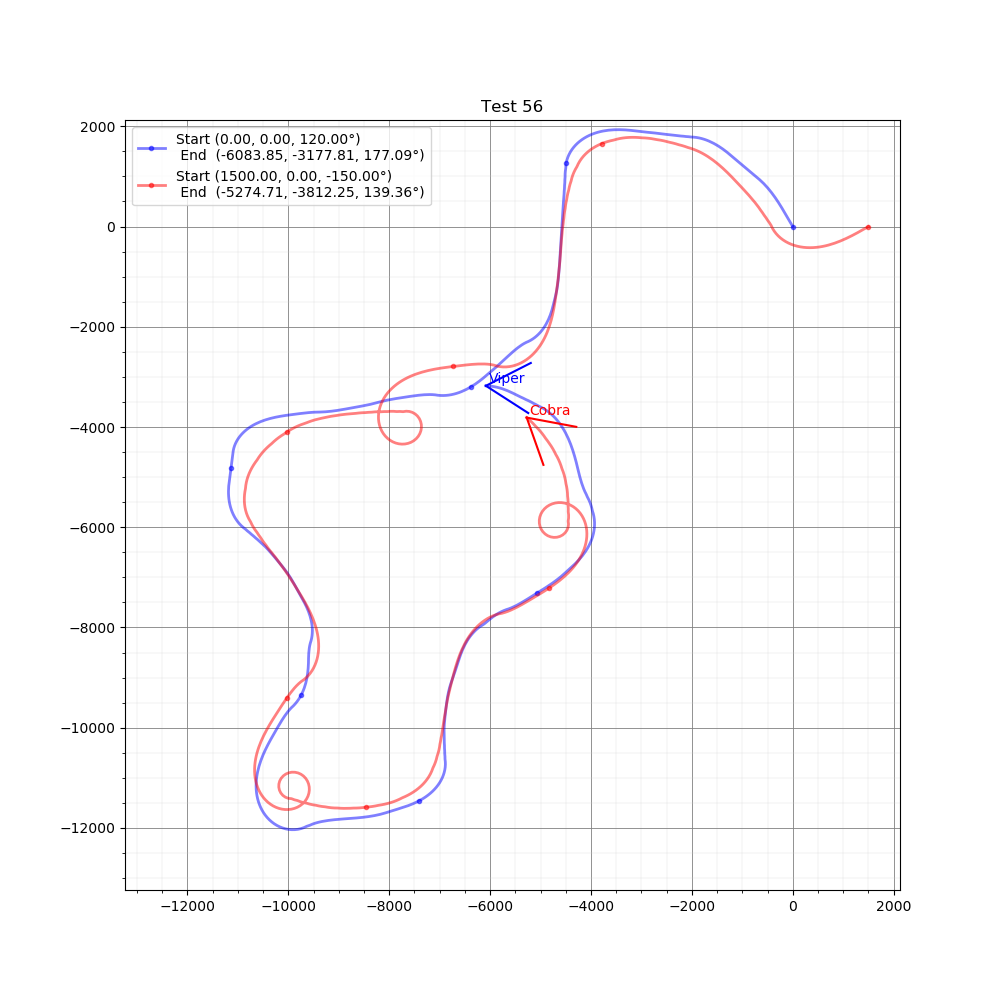 Test 56
Start (0.00, 0.00, 120.00°)
End (-6083.85, -3177.81, 177.09°)
Start (1500.00, 0.00, -150.00°)
End (-5274.71, -3812.25, 139.36°)
2000
0
−2000
−4000
−6000
−8000
−10000
−12000
Viper
Cobra
−12000 −10000 −8000 −6000 −4000 −2000 0 2000